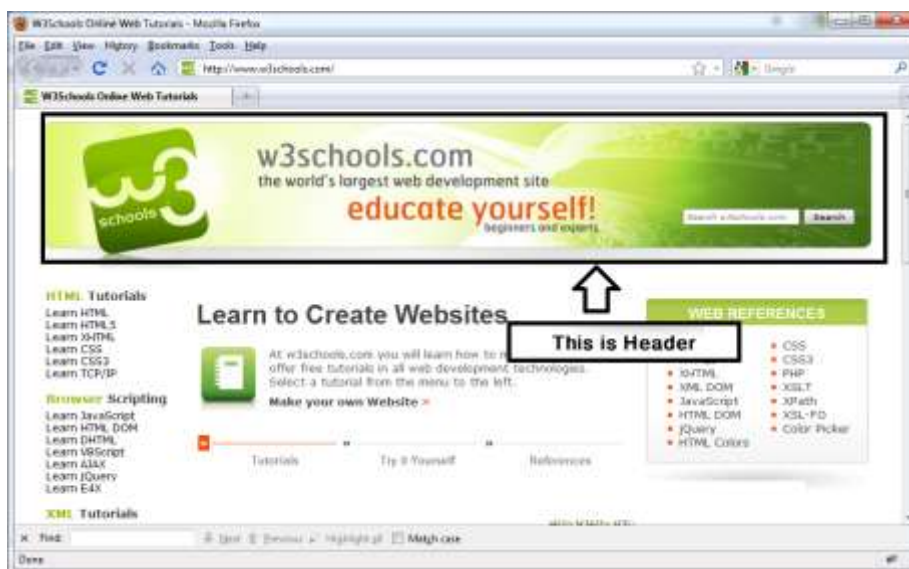 W3Schools Online Web Tutorials - Mozilla Firefox
File Edit View History Bookmarks Tools Help
http://www.w3schools.com/
Google
W3Schools Online Web Tutorials
w3 schools
w3schools.com
the world's largest web development site
educate yourself!
beginners and experts
Search w3schools.com
Search
This is Header
HTML Tutorials
Learn HTML
Learn HTML5
Learn XHTML
Learn CSS
Learn CSS3
Learn TCP/IP
Browser Scripting
Learn JavaScript
Learn HTML DOM
Learn DHTML
Learn VBScript
Learn AJAX
Learn jQuery
Learn E4X
XML Tutorials
Learn to Create Websites
At w3schools.com you will learn how to
offer free tutorials in all web development technologies.
Select a tutorial from the menu to the left.
Make your own Website »
Tutorials
Try it Yourself
References
WEB REFERENCES
XHTML
XML DOM
JavaScript
HTML DOM
jQuery
HTML Colors
CSS
CSS3
PHP
XSLT
XPath
XSL-FO
Color Picker
x Find: Next Previous Highlight all Match case
Done